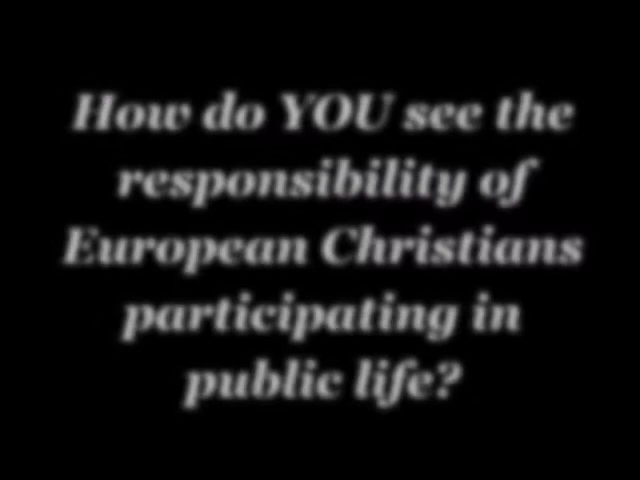 How do YOU see the
responsibility of
European Christians
participating in
public life?